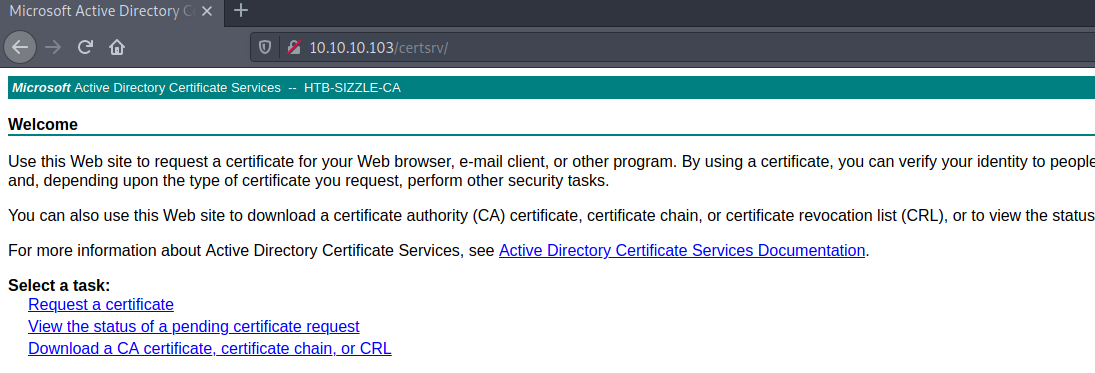 Microsoft Active Directory C
10.10.10.103/certsrv/
Microsoft Active Directory Certificate Services -- HTB-SIZZLE-CA
Welcome
Use this Web site to request a certificate for your Web browser, e-mail client, or other program. By using a certificate, you can verify your identity to people
and, depending upon the type of certificate you request, perform other security tasks.
You can also use this Web site to download a certificate authority (CA) certificate, certificate chain, or certificate revocation list (CRL), or to view the status
For more information about Active Directory Certificate Services, see Active Directory Certificate Services Documentation.
Select a task:
Request a certificate
View the status of a pending certificate request
Download a CA certificate, certificate chain, or CRL